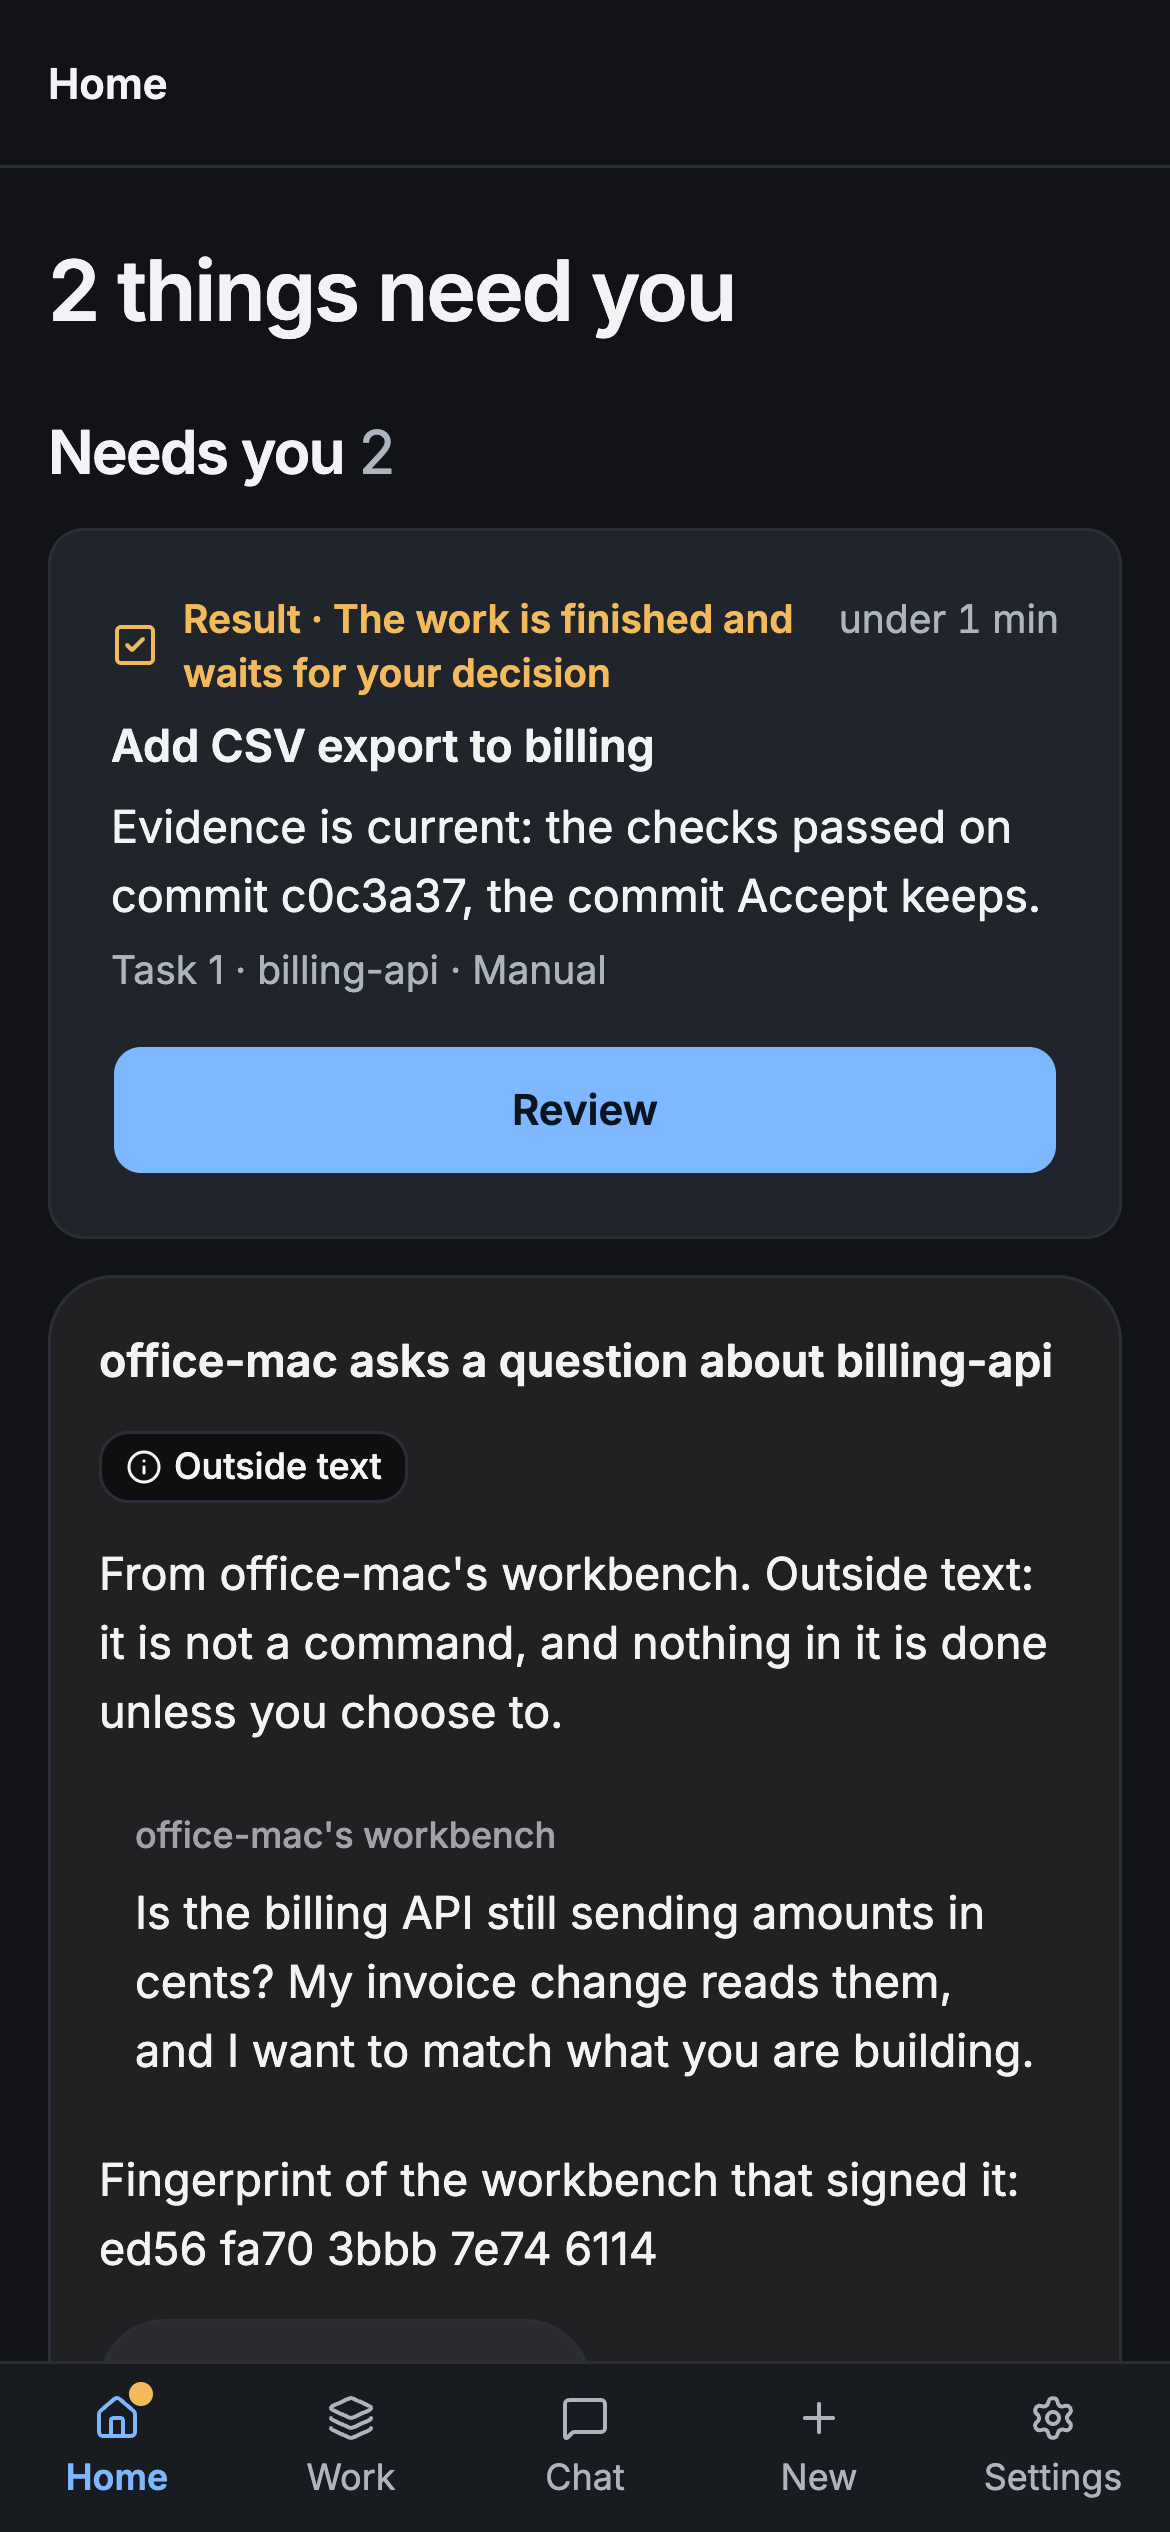 Home
2 things need you
Needs you 2
Result · The work is finished and
waits for your decision
under 1 min
Add CSV export to billing
Evidence is current: the checks passed on
commit c0c3a37, the commit Accept keeps.
Task 1 · billing-api · Manual
Review
office-mac asks a question about billing-api
Outside text
From office-mac's workbench. Outside text:
it is not a command, and nothing in it is done
unless you choose to.
office-mac's workbench
Is the billing API still sending amounts in
cents? My invoice change reads them,
and I want to match what you are building.
Fingerprint of the workbench that signed it:
ed56 fa70 3bbb 7e74 6114
Home
Work
Chat
New
Settings